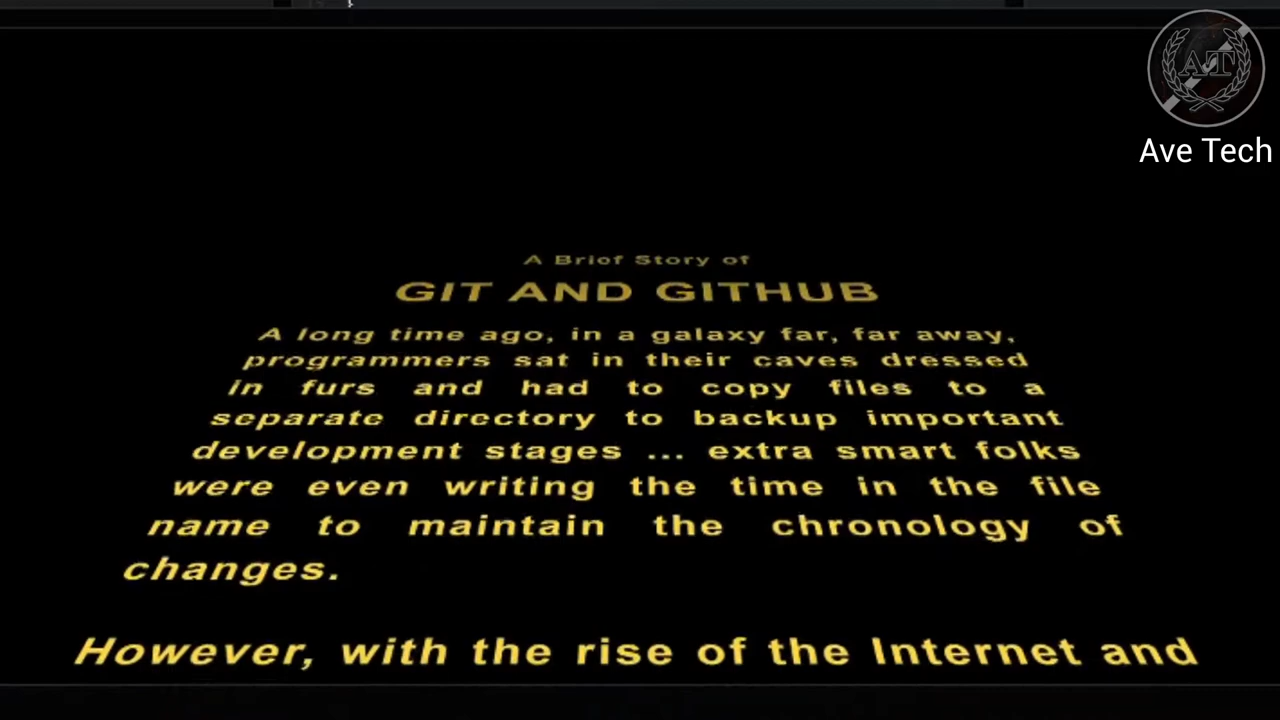 }
AT
Ave Tech
A Brief Story of
GIT AND GITHUB
A long time ago, in a galaxy far, far away,
programmers sat in their caves dressed
in furs and had to copy files to a
separate directory to backup important
development stages ... extra smart folks
were even writing the time in the file
name to maintain the chronology of
changes.
However, with the rise of the Internet and